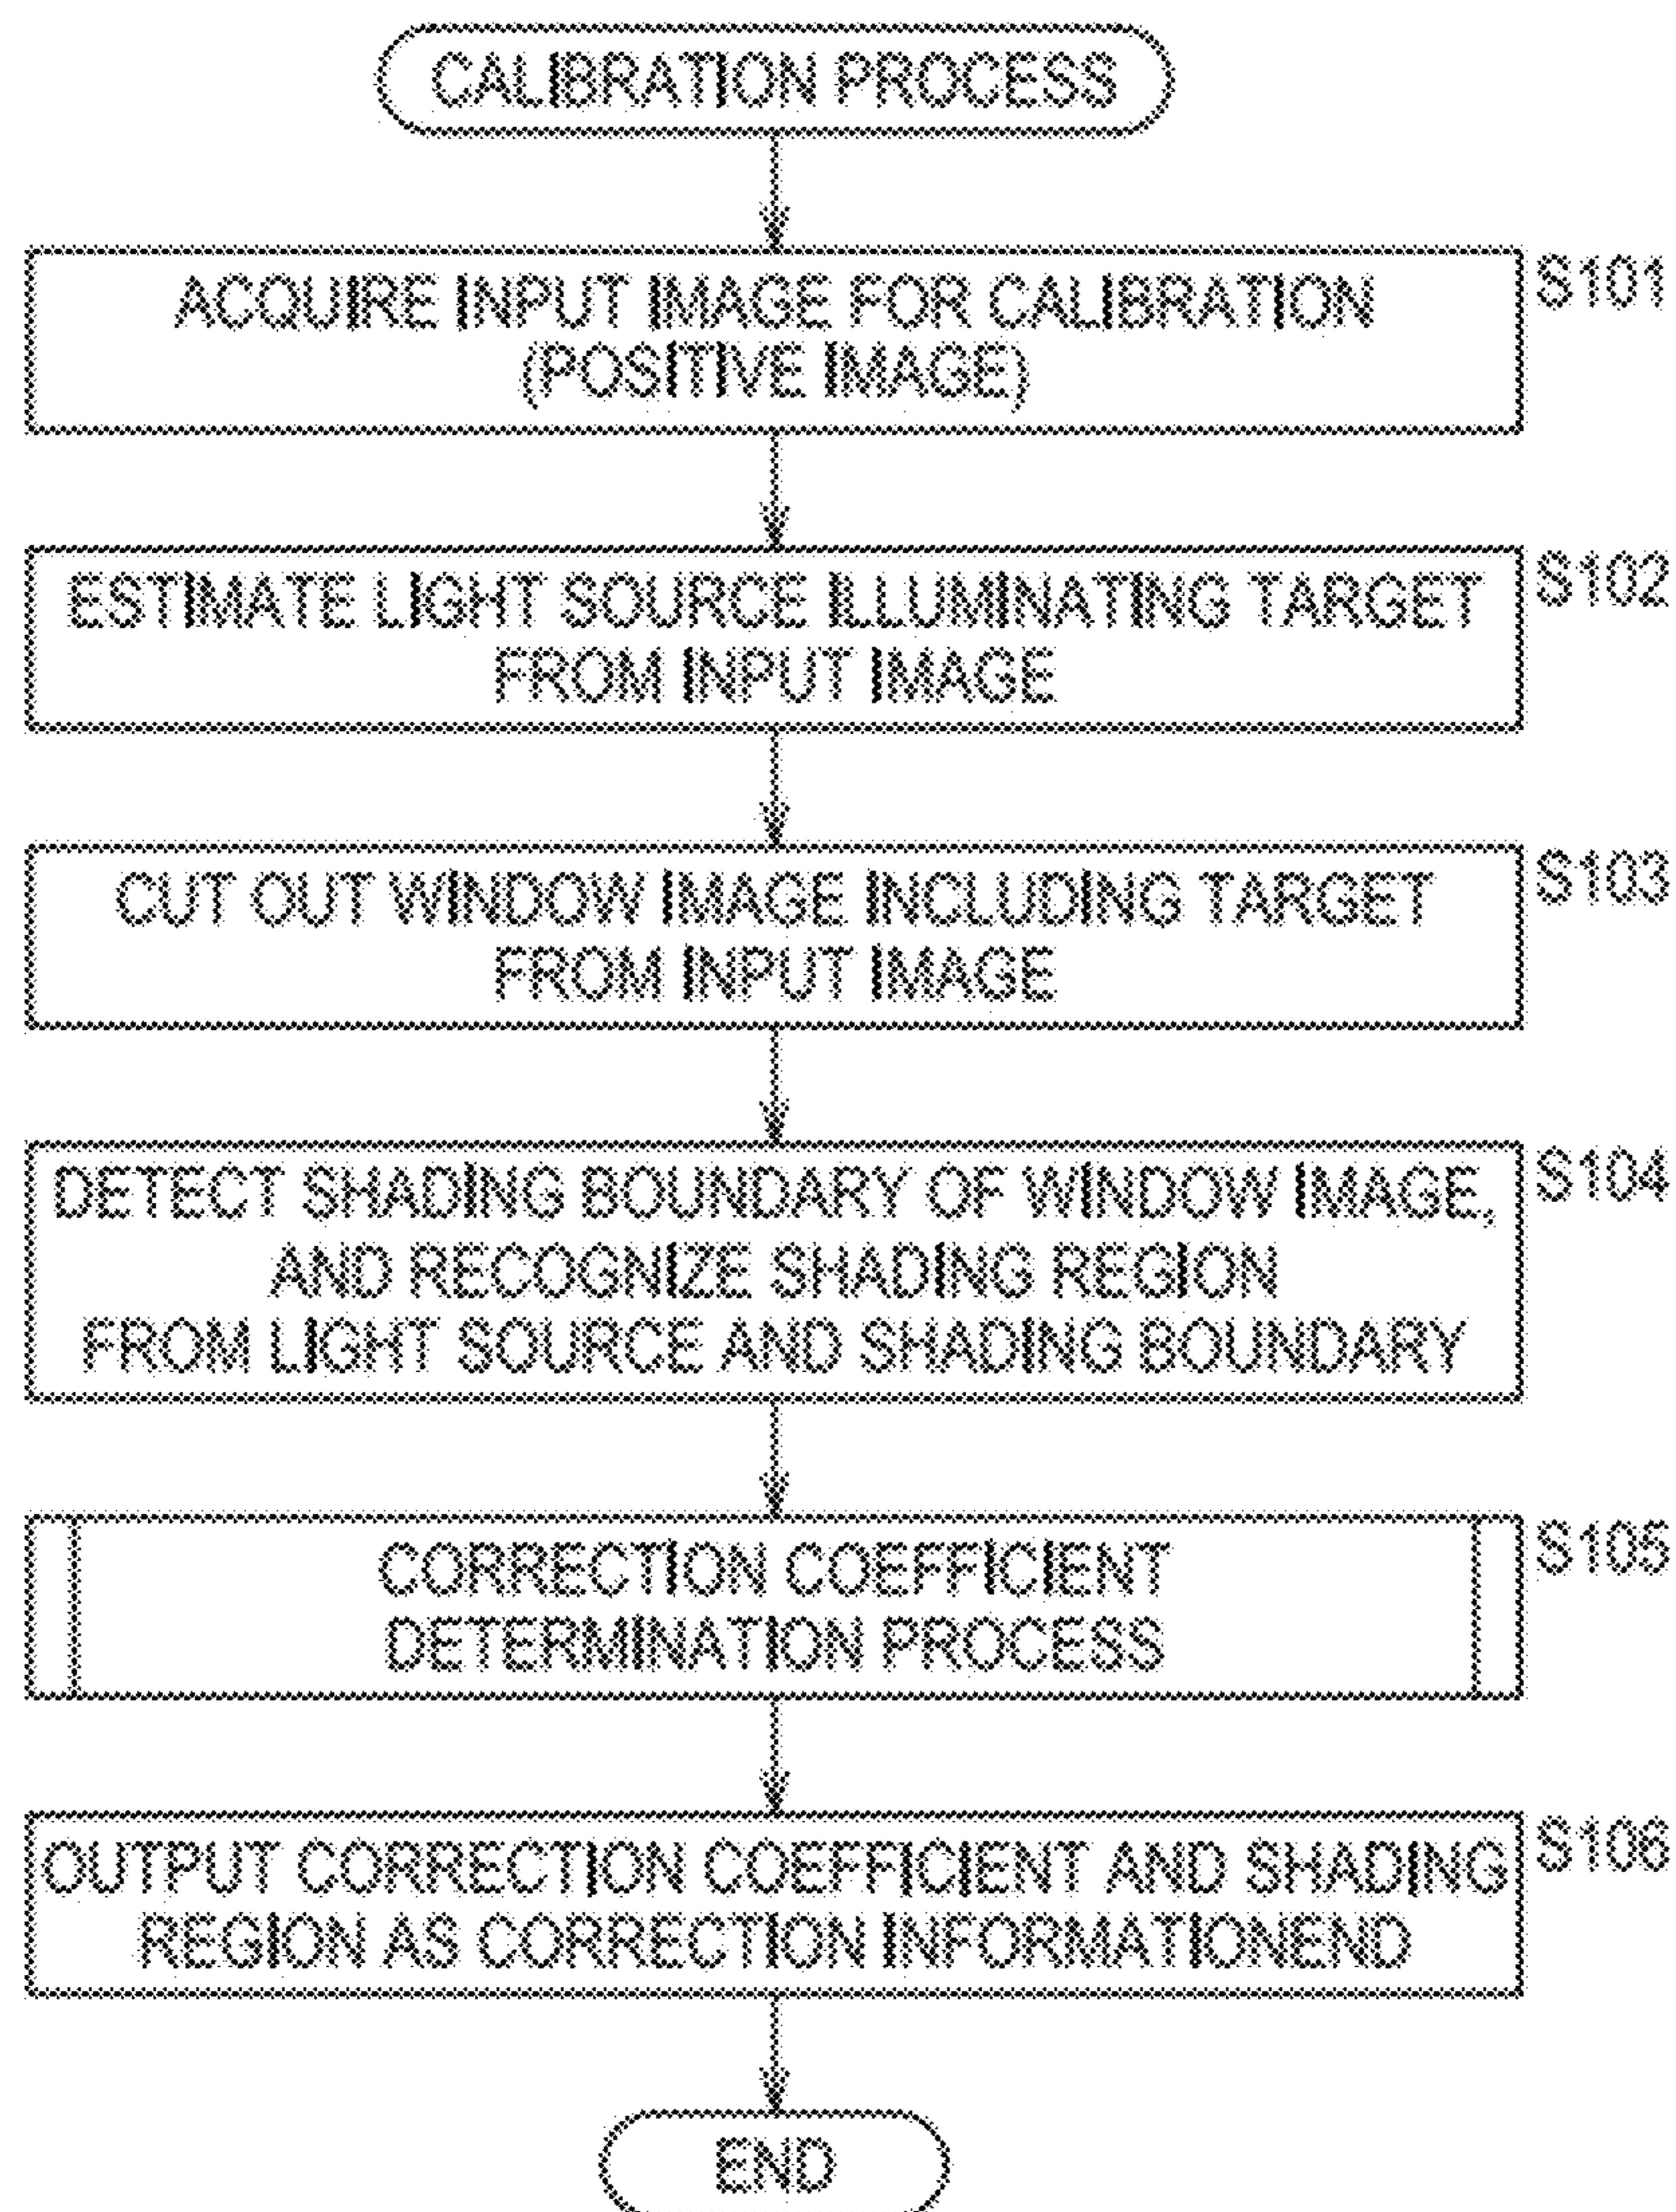 CALIBRATION PROCESS
ACQUIRE INPUT IMAGE FOR CALIBRATION
(POSITIVE IMAGE)
S101
ESTIMATE LIGHT SOURCE ILLUMINATING TARGET
FROM INPUT IMAGE
S102
CUT OUT WINDOW IMAGE INCLUDING TARGET
FROM INPUT IMAGE
S103
DETECT SHADING BOUNDARY OF WINDOW IMAGE,
AND RECOGNIZE SHADING REGION
FROM LIGHT SOURCE AND SHADING BOUNDARY
S104
CORRECTION COEFFICIENT
DETERMINATION PROCESS
S105
OUTPUT CORRECTION COEFFICIENT AND SHADING
REGION AS CORRECTION INFORMATIONEND
S106
END